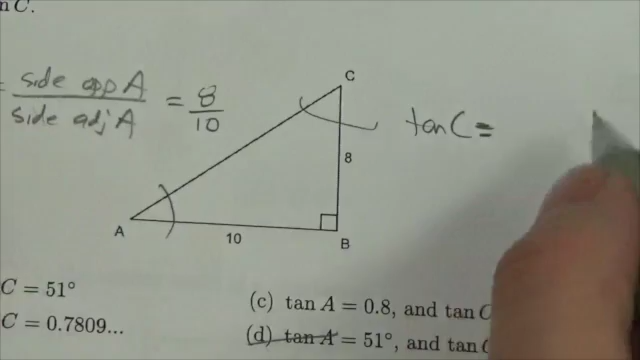 n C.
= side opp A / side adj A = 8/10
tan C =
C
8
A
10
B
C = 51°
C = 0.7809...
(c) tan A = 0.8, and tan C
(d) tan A = 51°, and tan C